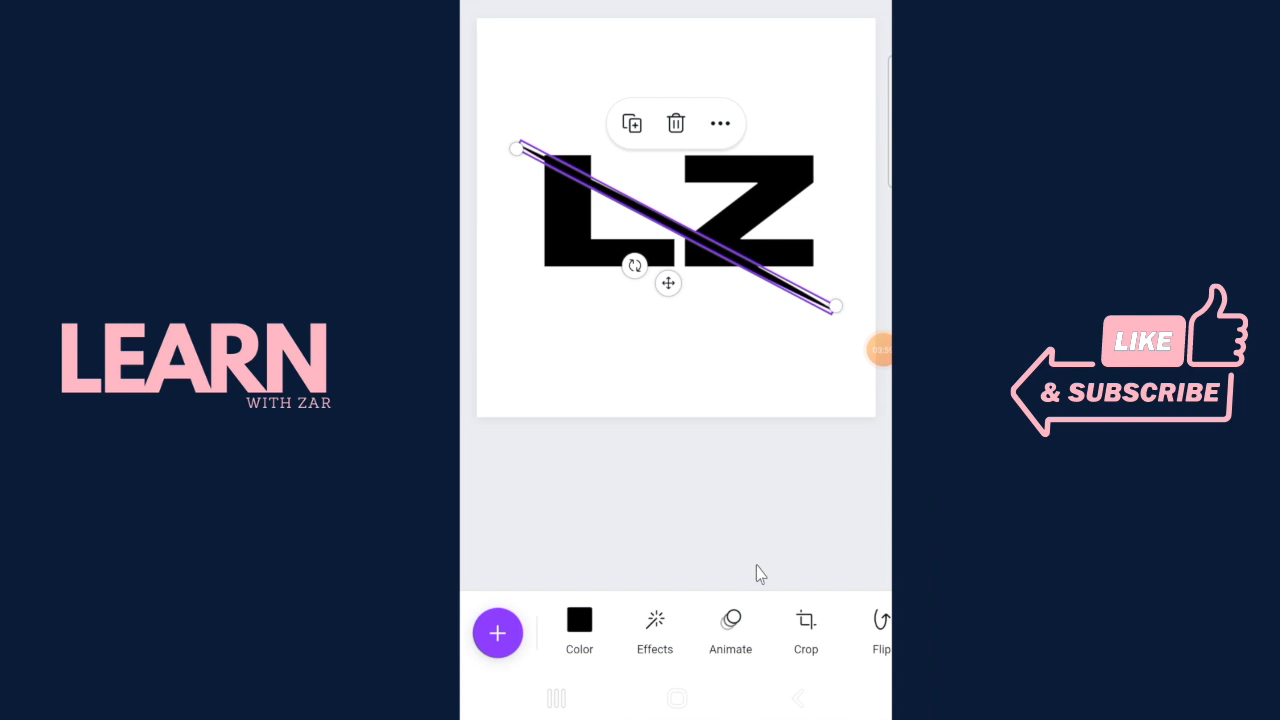 LZ
LEARN
WITH ZAR
LIKE
& SUBSCRIBE
Color
Effects
Animate
Crop
Flip